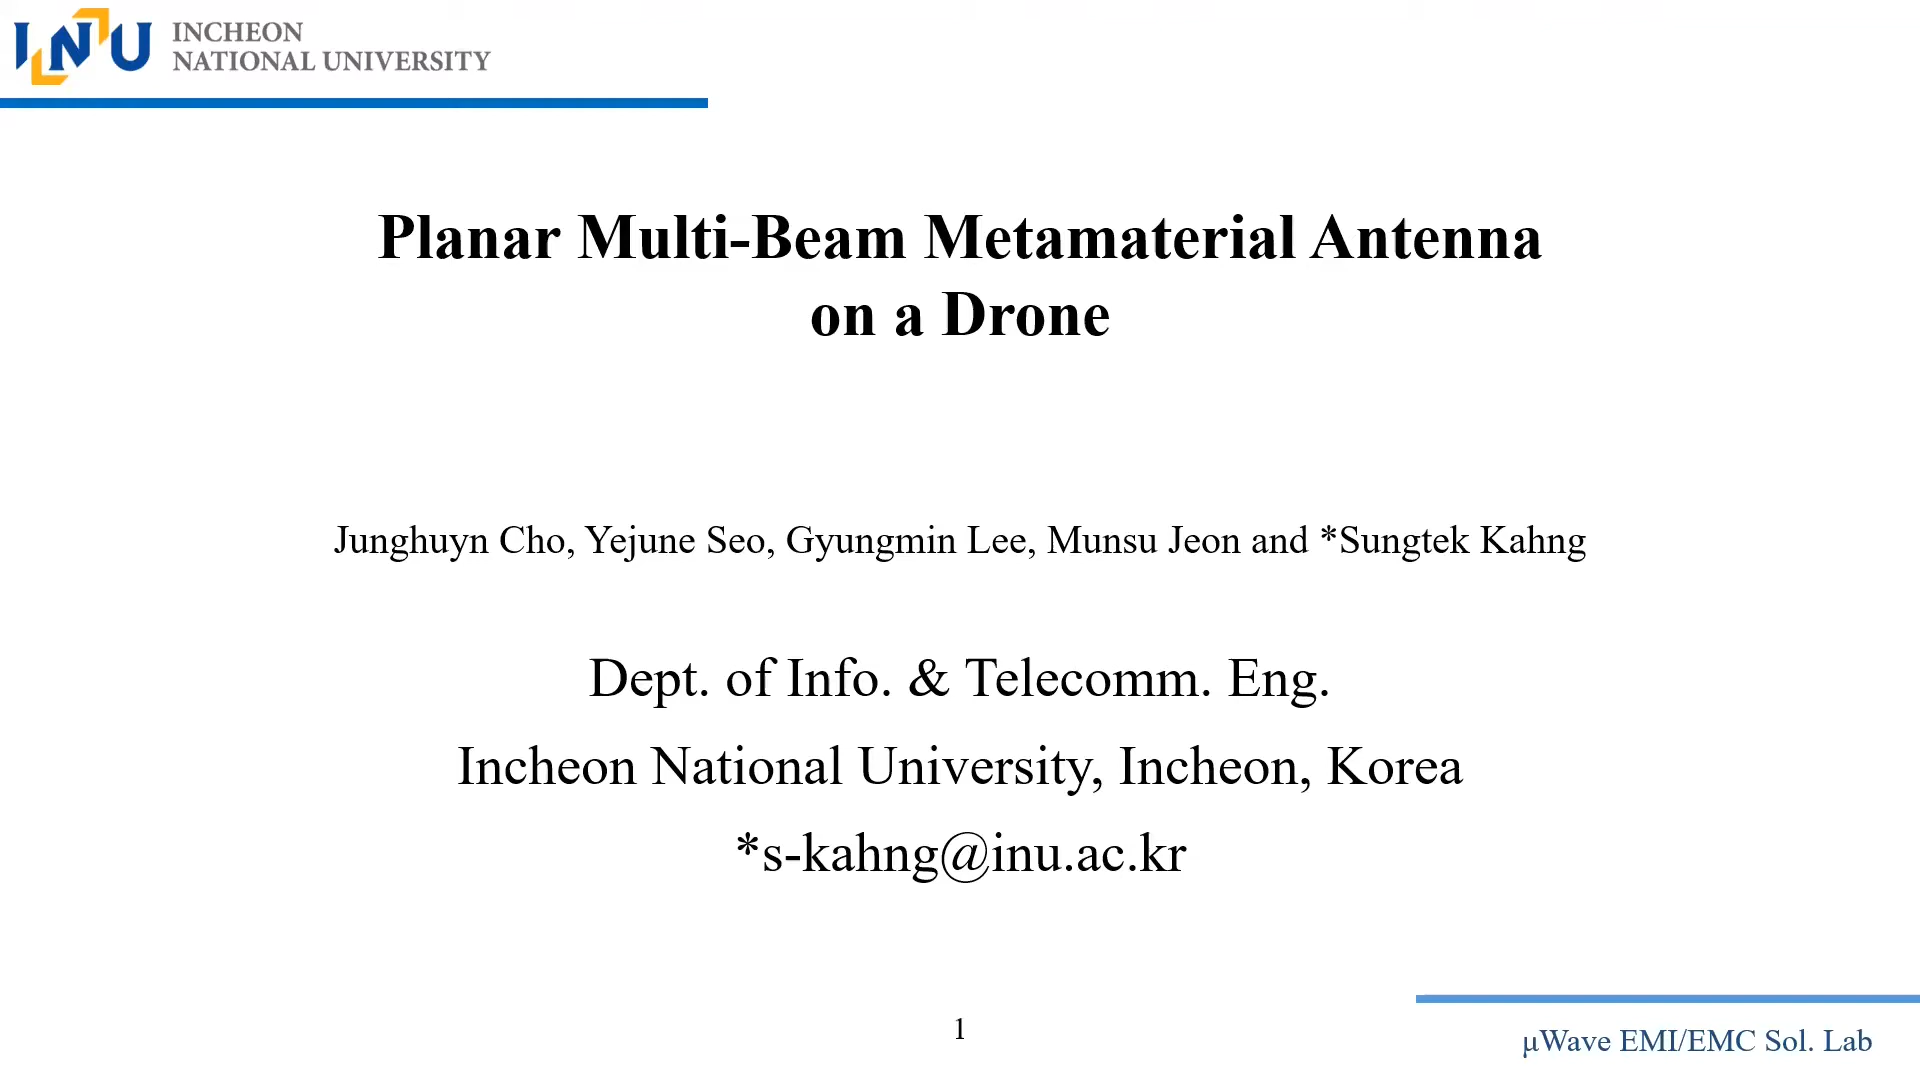 INU INCHEON
NATIONAL UNIVERSITY
Planar Multi-Beam Metamaterial Antenna
on a Drone
Junghuyn Cho, Yejune Seo, Gyungmin Lee, Munsu Jeon and *Sungtek Kahng
Dept. of Info. & Telecomm. Eng.
Incheon National University, Incheon, Korea
*s-kahng@inu.ac.kr
1
μWave EMI/EMC Sol. Lab